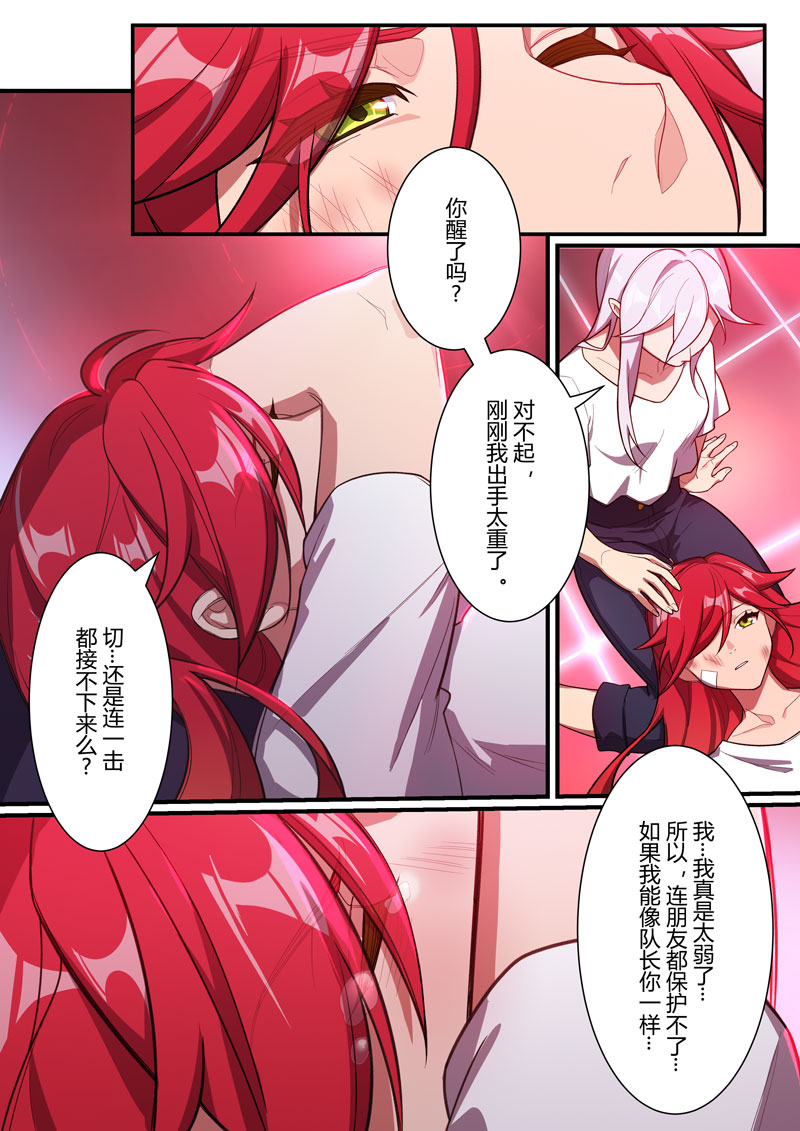 你醒了吗？
对不起，
刚刚我出手太重了。
切…还是连一击
都接不下来么？
我…我真是太弱了…
所以，连朋友都保护不了…
如果我能像队长你一样…